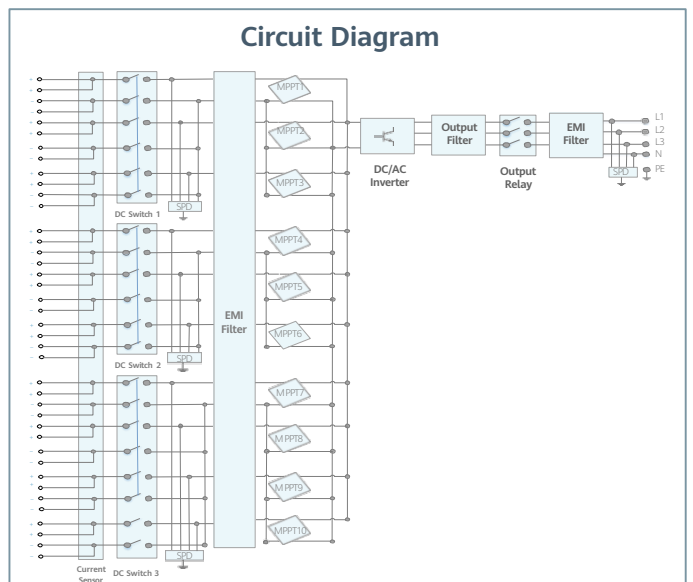 Circuit Diagram
MPPT1
MPPT2
MPPT3
SPD
DC Switch 1
MPPT4
MPPT5
MPPT6
SPD
DC Switch 2
EMI
Filter
MPPT7
MPPT8
MPPT9
MPPT10
SPD
Current
Sensor
DC Switch 3
DC/AC
Inverter
Output
Filter
Output
Relay
EMI
Filter
L1
L2
L3
N
SPD
PE